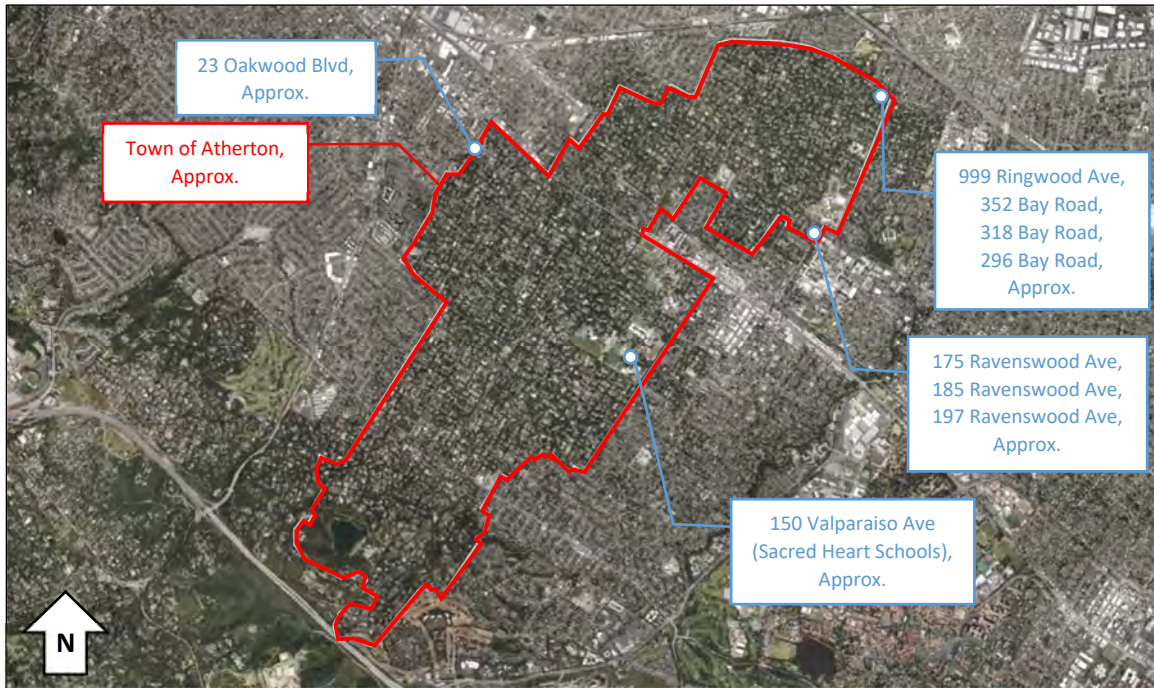 23 Oakwood Blvd,
Approx.
Town of Atherton,
Approx.
999 Ringwood Ave,
352 Bay Road,
318 Bay Road,
296 Bay Road,
Approx.
175 Ravenswood Ave,
185 Ravenswood Ave,
197 Ravenswood Ave,
Approx.
150 Valparaiso Ave
(Sacred Heart Schools),
Approx.
N